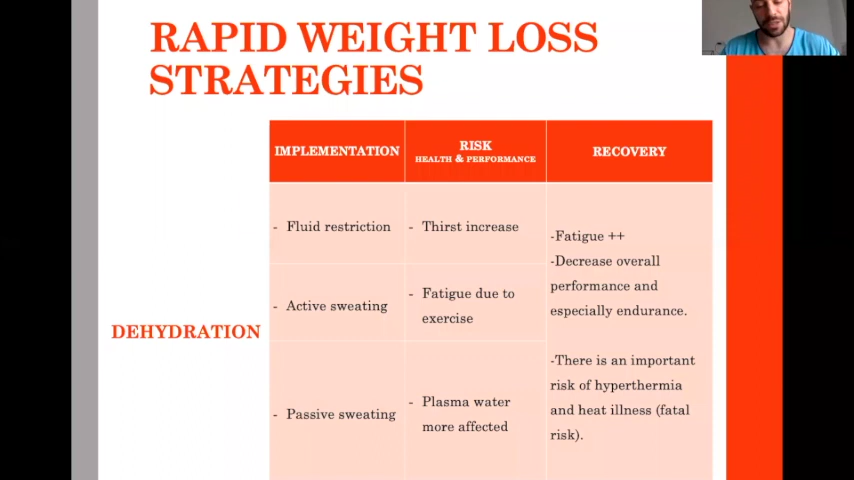 RAPID WEIGHT LOSS
STRATEGIES
IMPLEMENTATION
RISK
HEALTH & PERFORMANCE
RECOVERY
DEHYDRATION
- Fluid restriction
- Thirst increase
- Active sweating
- Fatigue due to
exercise
- Passive sweating
- Plasma water
more affected
-Fatigue ++
-Decrease overall
performance and
especially endurance.
-There is an important
risk of hyperthermia
and heat illness (fatal
risk).